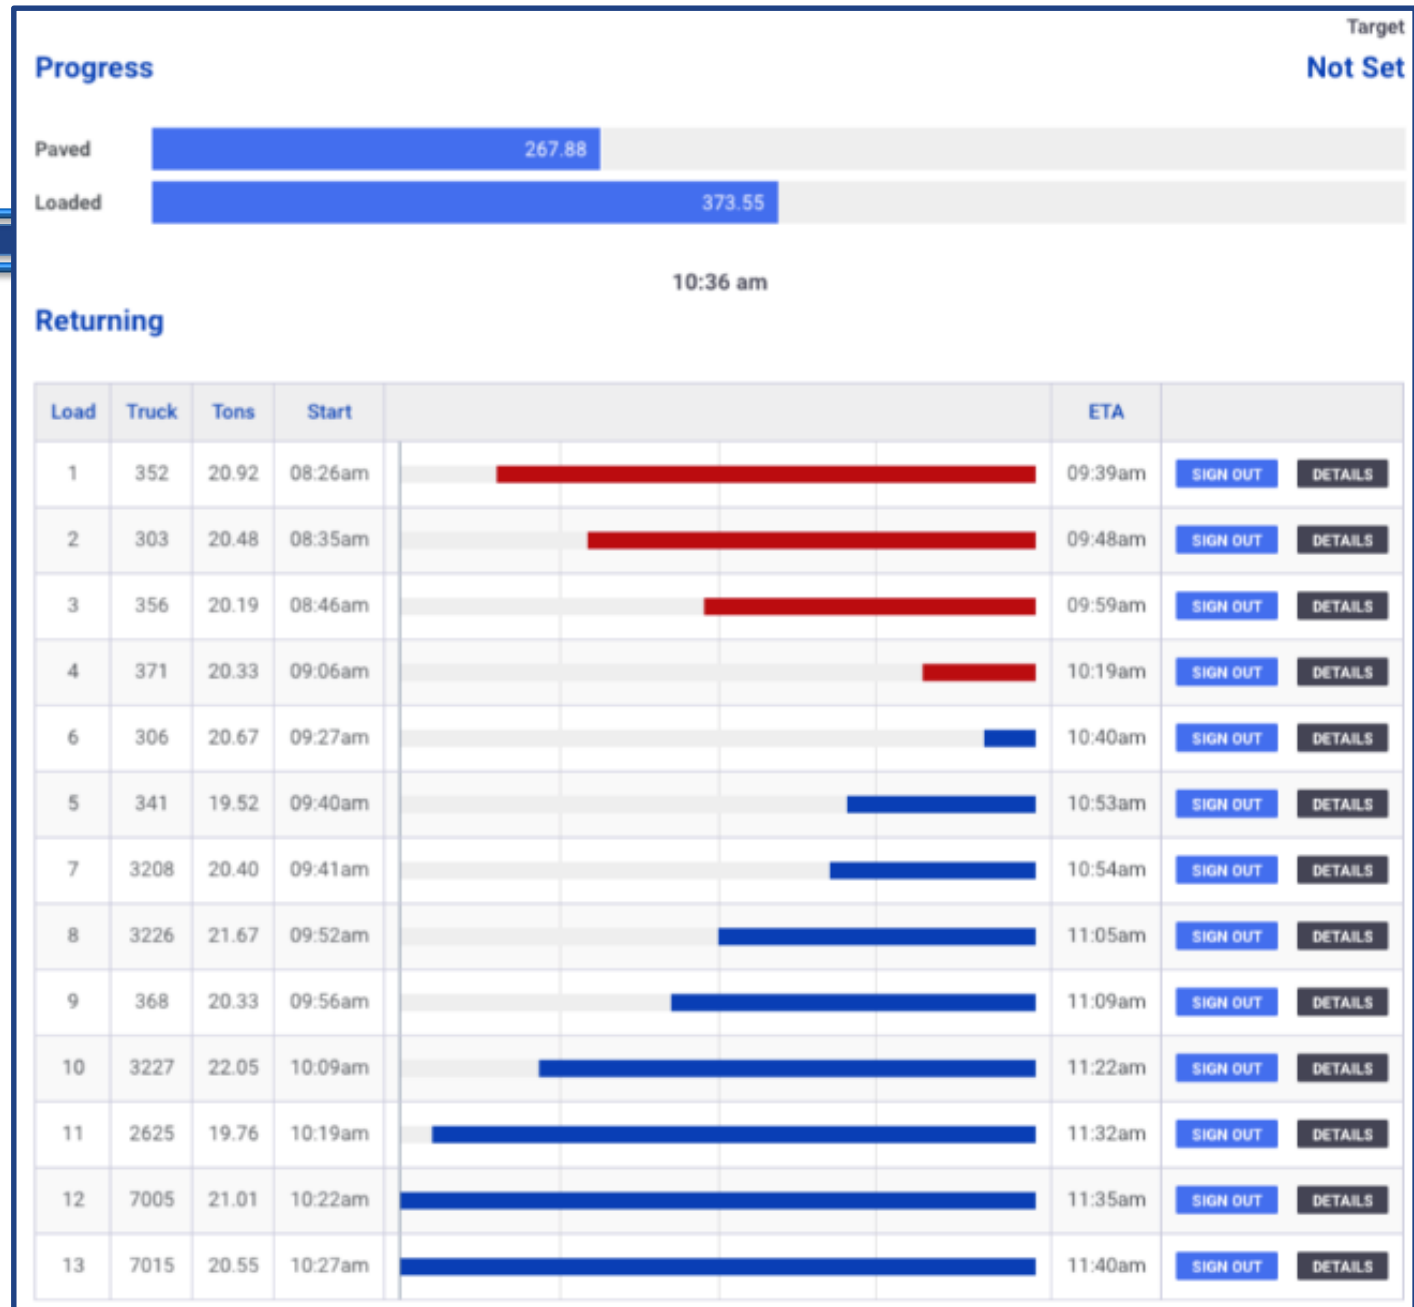 Target
Progress Not Set
Paved 267.88
Loaded 373.55
10:36 am
Returning
Load Truck Tons Start ETA
1 352 20.92 08:26am 09:39am SIGN OUT DETAILS
2 303 20.48 08:35am 09:48am SIGN OUT DETAILS
3 356 20.19 08:46am 09:59am SIGN OUT DETAILS
4 371 20.33 09:06am 10:19am SIGN OUT DETAILS
6 306 20.67 09:27am 10:40am SIGN OUT DETAILS
5 341 19.52 09:40am 10:53am SIGN OUT DETAILS
7 3208 20.40 09:41am 10:54am SIGN OUT DETAILS
8 3226 21.67 09:52am 11:05am SIGN OUT DETAILS
9 368 20.33 09:56am 11:09am SIGN OUT DETAILS
10 3227 22.05 10:09am 11:22am SIGN OUT DETAILS
11 2625 19.76 10:19am 11:32am SIGN OUT DETAILS
12 7005 21.01 10:22am 11:35am SIGN OUT DETAILS
13 7015 20.55 10:27am 11:40am SIGN OUT DETAILS